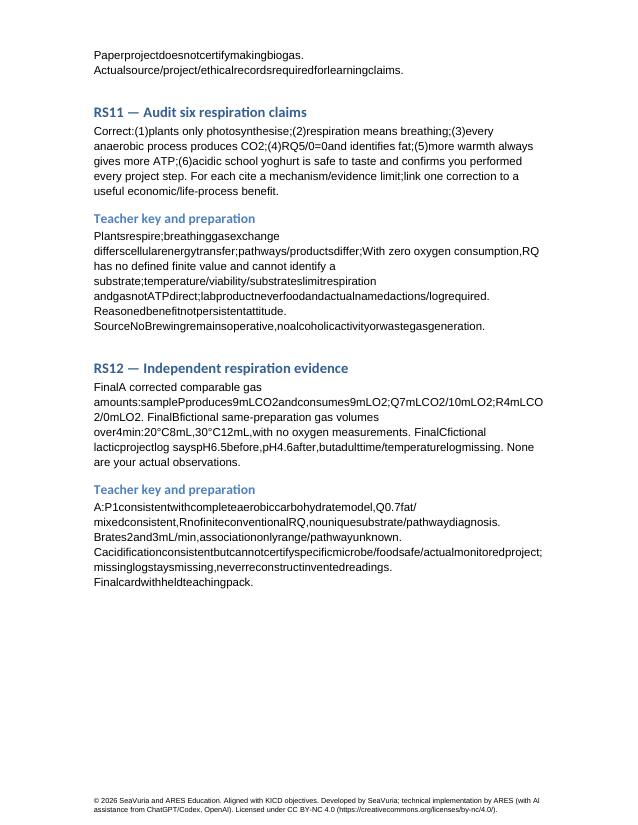 Paperprojectdoesnotcertifymakingbiogas.
Actualsource/project/ethicalrecordsrequiredforlearningclaims.
RS11 — Audit six respiration claims
Correct:(1)plants only photosynthesise;(2)respiration means breathing;(3)every
anaerobic process produces CO2;(4)RQ5/0=0and identifies fat;(5)more warmth always
gives more ATP;(6)acidic school yoghurt is safe to taste and confirms you performed
every project step. For each cite a mechanism/evidence limit;link one correction to a
useful economic/life-process benefit.
Teacher key and preparation
Plantsrespire;breathinggasexchange
differscellularenergytransfer;pathways/productsdiffer;With zero oxygen consumption,RQ
has no defined finite value and cannot identify a
substrate;temperature/viability/substrateslimitrespiration
andgasnotATPdirect;labproductneverfoodandactualnamedactions/logrequired.
Reasonedbenefitnotpersistentattitude.
SourceNoBrewingremainsoperative,noalcoholicactivityorwastegasgeneration.
RS12 — Independent respiration evidence
FinalA corrected comparable gas
amounts:samplePproduces9mLCO2andconsumes9mLO2;Q7mLCO2/10mLO2;R4mLCO
2/0mLO2. FinalBfictional same-preparation gas volumes
over4min:20°C8mL,30°C12mL,with no oxygen measurements. FinalCfictional
lacticprojectlog sayspH6.5before,pH4.6after,butadulttime/temperaturelogmissing. None
are your actual observations.
Teacher key and preparation
A:P1consistentwithcompleteaerobiccarbohydratemodel,Q0.7fat/
mixedconsistent,RnofiniteconventionalRQ,nouniquesubstrate/pathwaydiagnosis.
Brates2and3mL/min,associationonlyrange/pathwayunknown.
Cacidificationconsistentbutcannotcertifyspecificmicrobe/foodsafe/actualmonitoredproject;
missinglogstaysmissing,neverreconstructinventedreadings.
Finalcardwithheldteachingpack.
© 2026 SeaVuria and ARES Education. Aligned with KICD objectives. Developed by SeaVuria; technical implementation by ARES (with AI
assistance from ChatGPT/Codex, OpenAI). Licensed under CC BY-NC 4.0 (https://creativecommons.org/licenses/by-nc/4.0/).